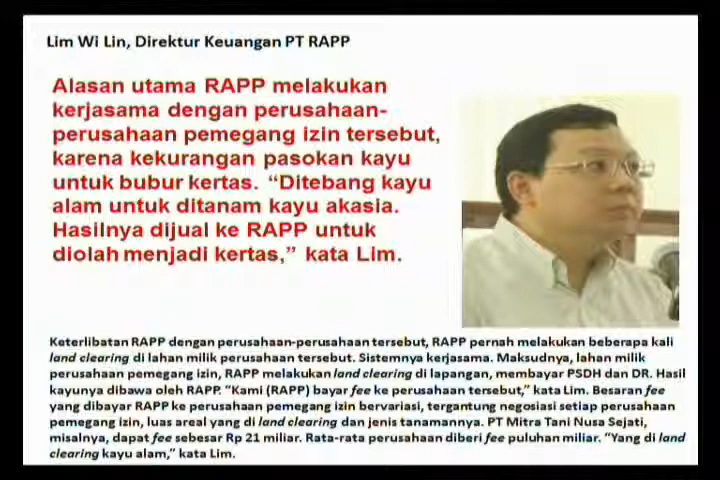 Lim Wi Lin, Direktur Keuangan PT RAPP
Alasan utama RAPP melakukan
kerjasama dengan perusahaan-
perusahaan pemegang izin tersebut,
karena kekurangan pasokan kayu
untuk bubur kertas. “Ditebang kayu
alam untuk ditanam kayu akasia.
Hasilnya dijual ke RAPP untuk
diolah menjadi kertas,” kata Lim.
Keterlibatan RAPP dengan perusahaan-perusahaan tersebut, RAPP pernah melakukan beberapa kali
land clearing di lahan milik perusahaan tersebut. Sistemnya kerjasama. Maksudnya, lahan milik
perusahaan pemegang izin, RAPP melakukan land clearing di lapangan, membayar PSDH dan DR. Hasil
kayunya dibawa oleh RAPP. “Kami (RAPP) bayar fee ke perusahaan tersebut,” kata Lim. Besaran fee
yang dibayar RAPP ke perusahaan pemegang izin bervariasi, tergantung negosiasi setiap perusahaan
pemegang izin, luas areal yang di land clearing dan jenis tanamannya. PT Mitra Tani Nusa Sejati,
misalnya, dapat fee sebesar Rp 21 miliar. Rata-rata perusahaan diberi fee puluhan miliar. “Yang di land
clearing kayu alam,” kata Lim.